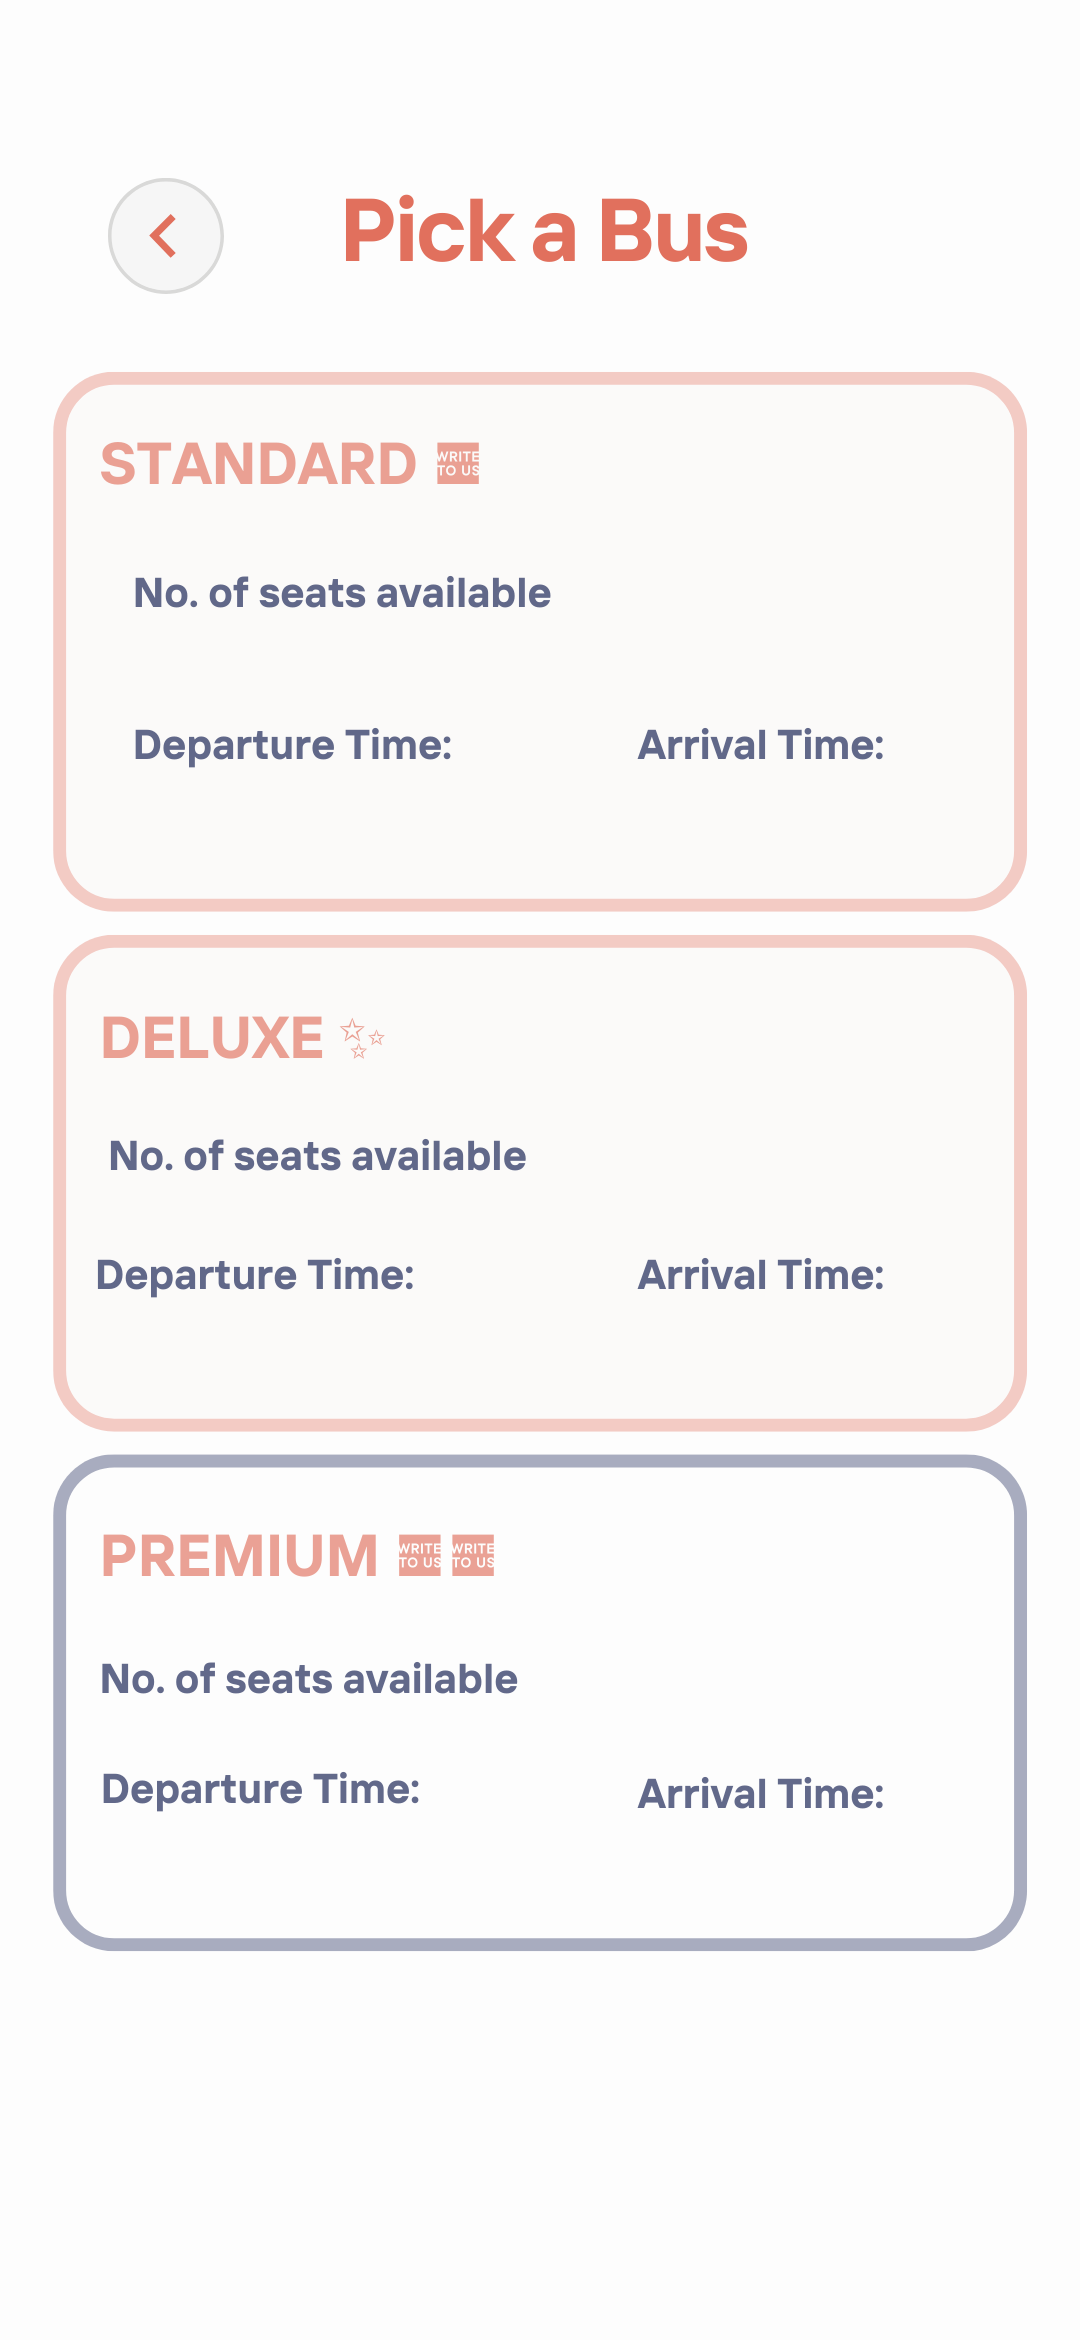 Pick a Bus
STANDARD WRITE TO US
No. of seats available
Departure Time: Arrival Time:
DELUXE
No. of seats available
Departure Time: Arrival Time:
PREMIUM WRITE TO US WRITE TO US
No. of seats available
Departure Time: Arrival Time: